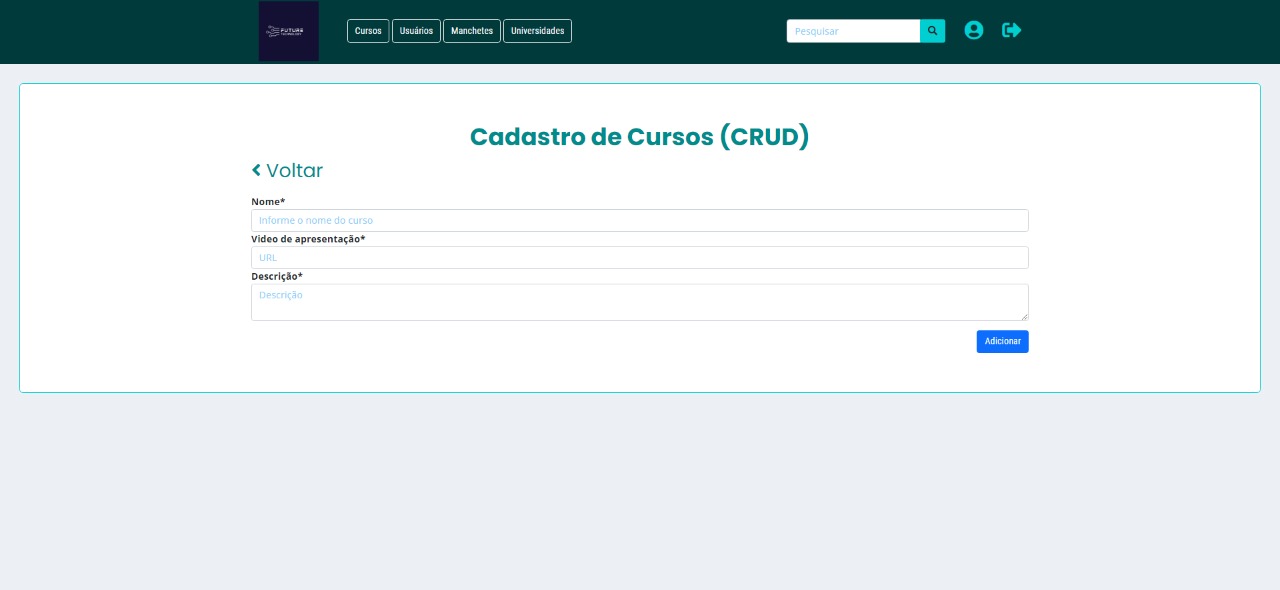 FUTURE
TECHNOLOGY
Cursos Usuários Manchetes Universidades Pesquisar
Cadastro de Cursos (CRUD)
Voltar
Nome*
Informe o nome do curso
Video de apresentação*
URL
Descrição*
Descrição
Adicionar